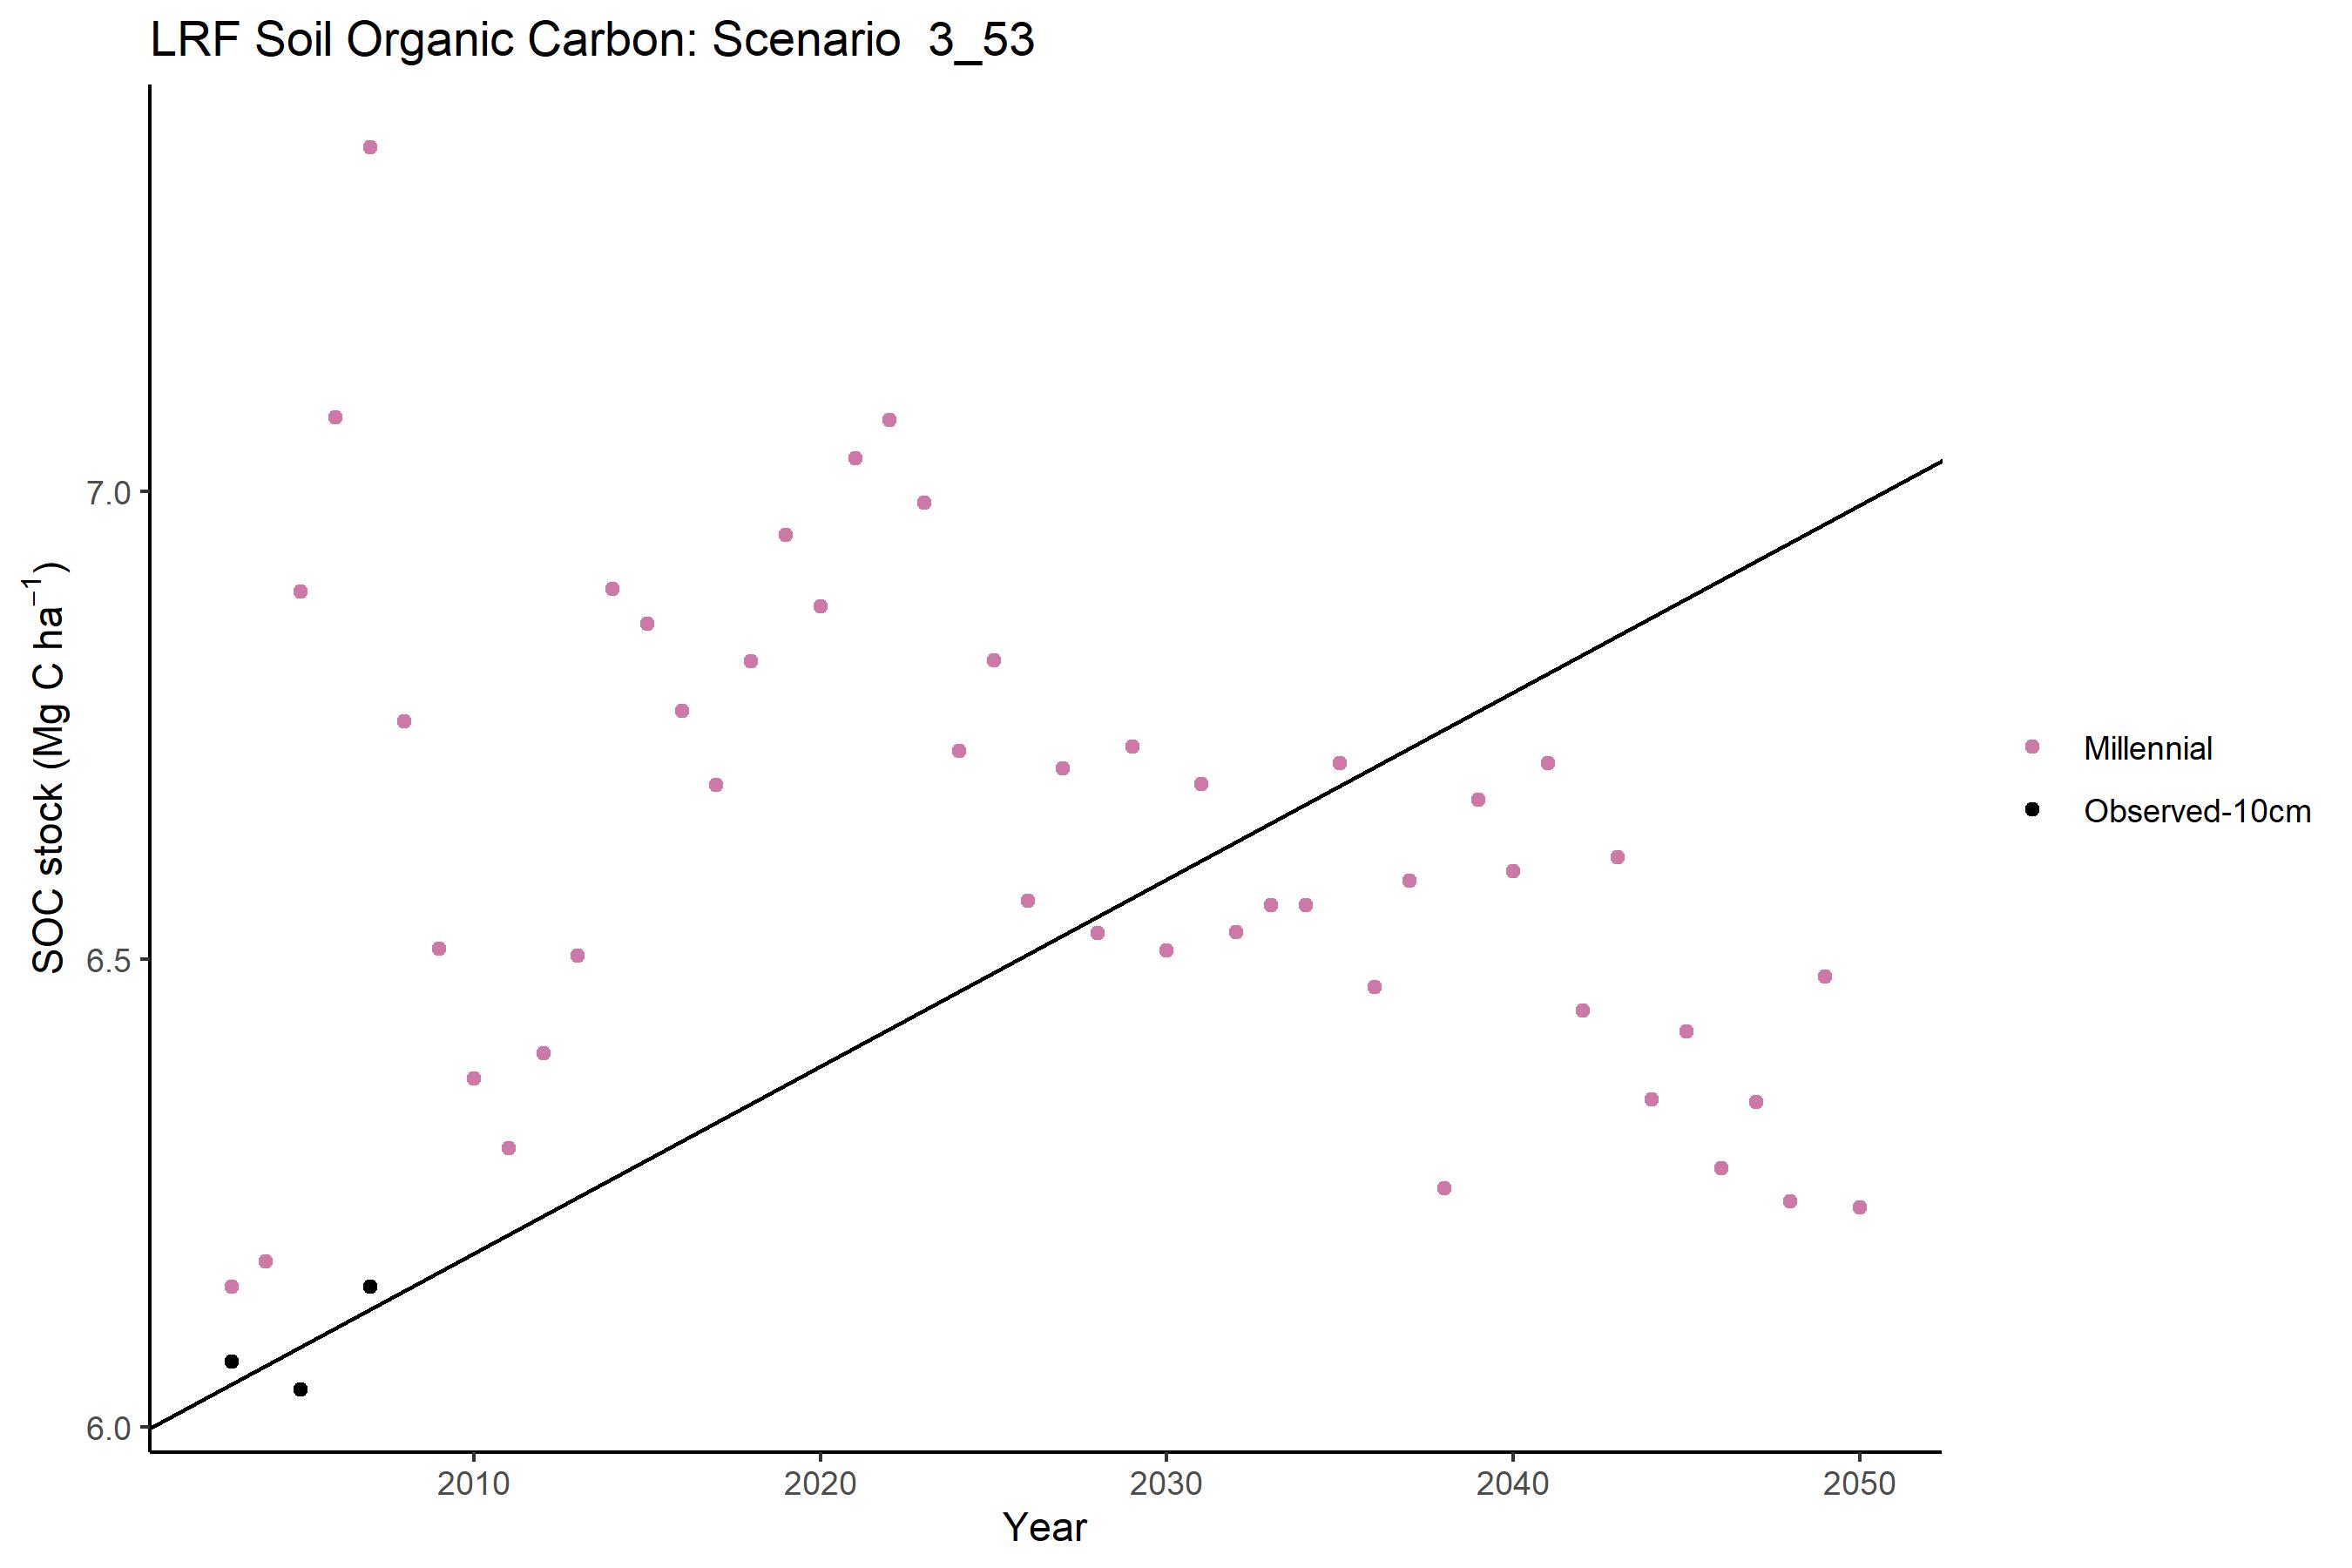 LRF Soil Organic Carbon: Scenario  3_53
SOC stock (Mg C ha⁻¹)
7.0
6.5
6.0
2010 2020 2030 2040 2050
Year
Millennial
Observed-10cm